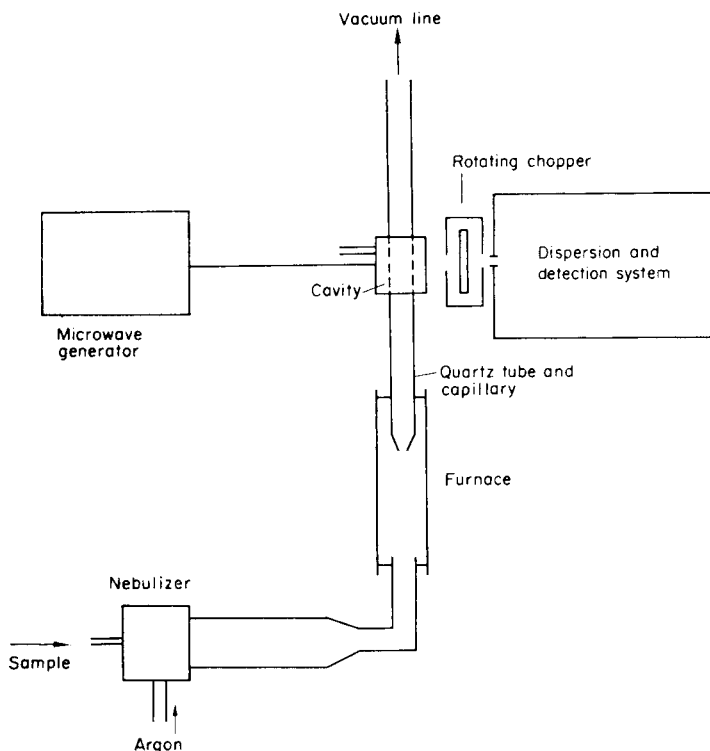 Vacuum line
Rotating chopper
Dispersion and
detection system
Cavity
Microwave
generator
Quartz tube and
capillary
Furnace
Nebulizer
Sample
Argon